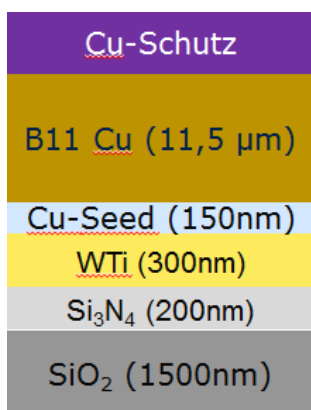 Cu-Schutz
B11 Cu (11,5 µm)
Cu-Seed (150nm)
WTi (300nm)
Si₃N₄ (200nm)
SiO₂ (1500nm)